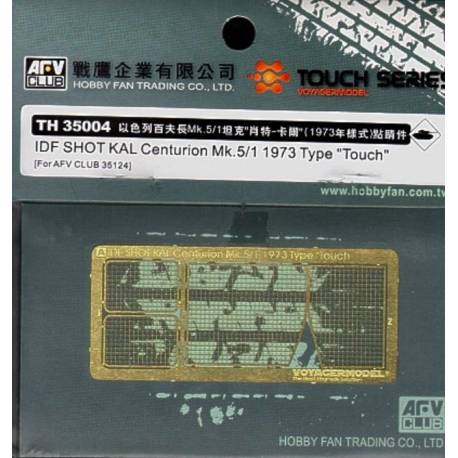 AFV CLUB
戰鷹企業有限公司
HOBBY FAN TRADING CO., LTD.
TOUCH SERIES
VOYAGERMODEL
TH 35004 以色列百夫長Mk.5/1坦克"肖特-卡爾"(1973年樣式)點睛件
IDF SHOT KAL Centurion Mk.5/1 1973 Type "Touch"
[For AFV CLUB 35124]
www.hobbyfan.com.tw
A IDF SHOT KAL Centurion Mk.5/1 1973 Type "Touch
Z
VOYAGERMODEL
AFV CLUB
HOBBY FAN TRADING CO., LTD.